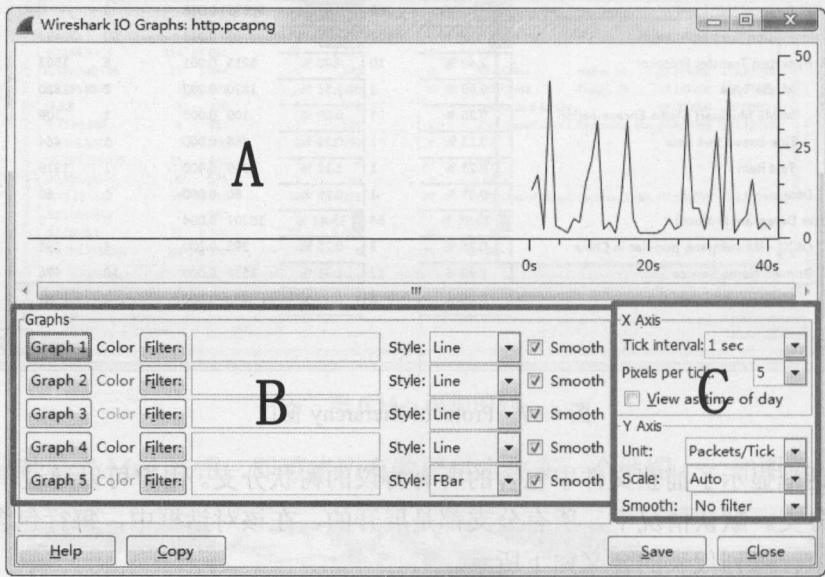 Wireshark IO Graphs: http.pcapng
50
25
0
0s 20s 40s
A
Graphs
Graph 1 Color Filter: Style: Line Smooth
Graph 2 Color Filter: Style: Line Smooth
Graph 3 Color Filter: Style: Line Smooth
Graph 4 Color Filter: Style: Line Smooth
Graph 5 Color Filter: Style: FBar Smooth
B
X Axis
Tick interval: 1 sec
Pixels per tick: 5
View as time of day
C
Y Axis
Unit: Packets/Tick
Scale: Auto
Smooth: No filter
Help Copy Save Close